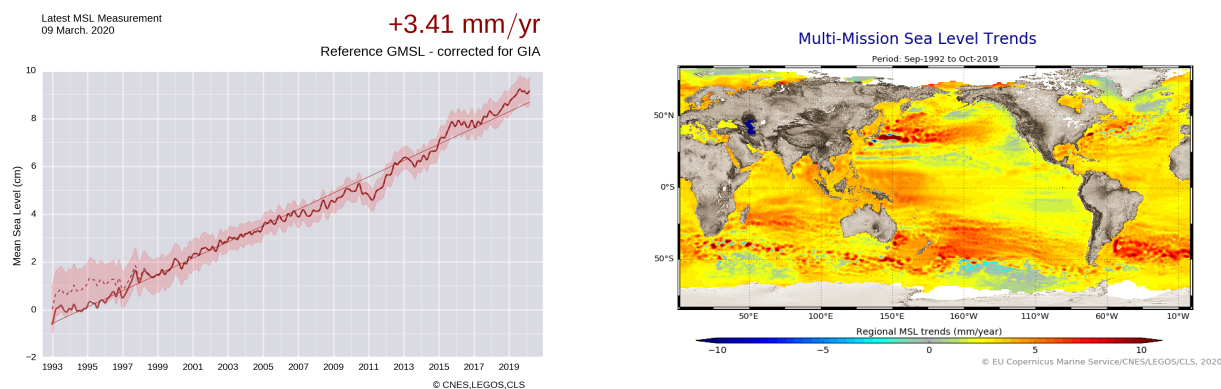 Latest MSL Measurement
09 March. 2020
+3.41 mm/yr
Reference GMSL - corrected for GIA
10
8
6
4
2
0
−2
Mean Sea Level (cm)
1993 1995 1997 1999 2001 2003 2005 2007 2009 2011 2013 2015 2017 2019
© CNES,LEGOS,CLS
Multi-Mission Sea Level Trends
Period: Sep-1992 to Oct-2019
50°N
0°S
50°S
50°E 100°E 150°E 160°W 110°W 60°W 10°W
Regional MSL trends (mm/year)
−10 −5 0 5 10
© EU Copernicus Marine Service/CNES/LEGOS/CLS, 2020